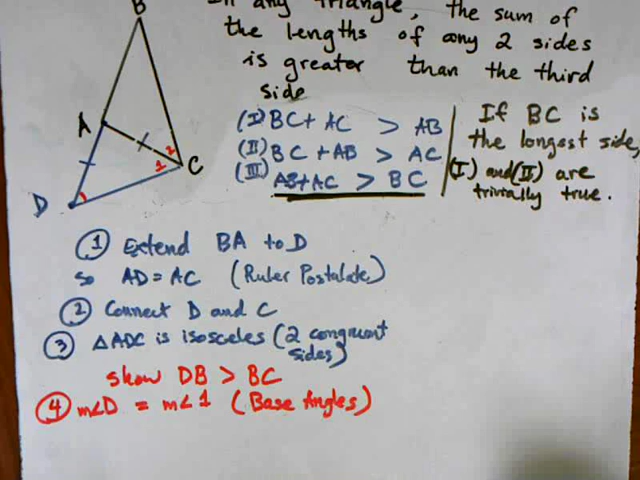 In any triangle, the sum of
the lengths of any 2 sides
is greater than the third
side
(I) BC + AC > AB
(II) BC + AB > AC
(III) AB + AC > BC
If BC is
the longest side,
(I) and (II) are
trivially true.
B
A
2
1
C
D
1 Extend BA to D
so AD = AC (Ruler Postulate)
2 Connect D and C
3 △ADC is isosceles (2 congruent
sides)
show DB > BC
4 m∠D = m∠1 (Base Angles)